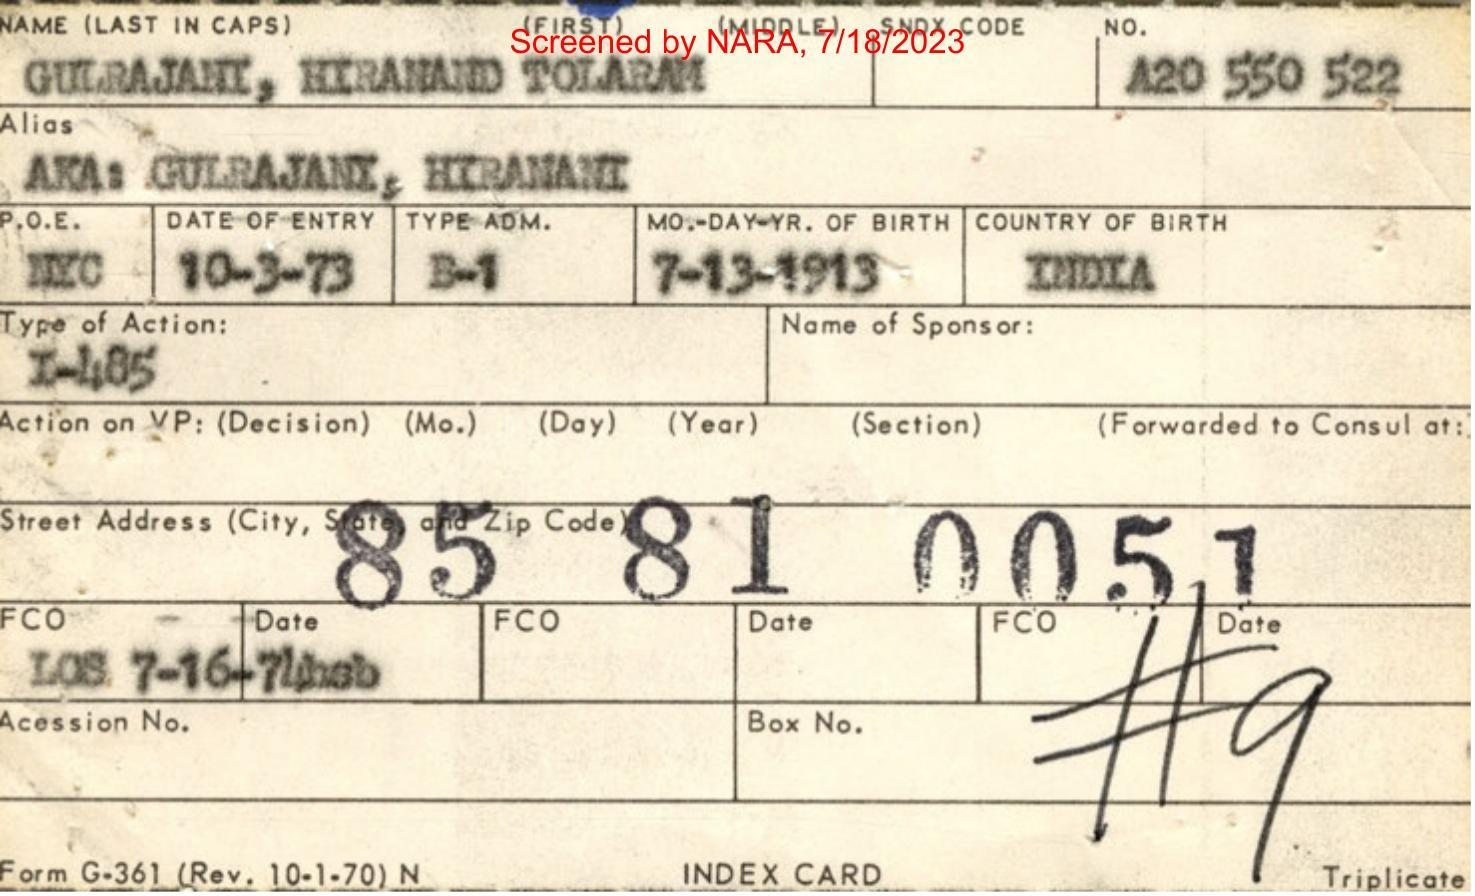 NAME (LAST IN CAPS) (FIRST) (MIDDLE) SNDX CODE NO.
Screened by NARA, 7/18/2023
GULRAJANI, HIRANAND TOLARAM A20 550 522
Alias
AKA: GULRAJANI, HIRANANI
P.O.E. DATE OF ENTRY TYPE ADM. MO.-DAY-YR. OF BIRTH COUNTRY OF BIRTH
NYC 10-3-73 B-1 7-13-1913 INDIA
Type of Action: Name of Sponsor:
I-485
Action on VP: (Decision) (Mo.) (Day) (Year) (Section) (Forwarded to Consul at:)
Street Address (City, State, and Zip Code)
85 81 0051
FCO Date FCO Date FCO Date
LOS 7-16-74hsb
#9
Acession No. Box No.
Form G-361 (Rev. 10-1-70) N INDEX CARD Triplicate